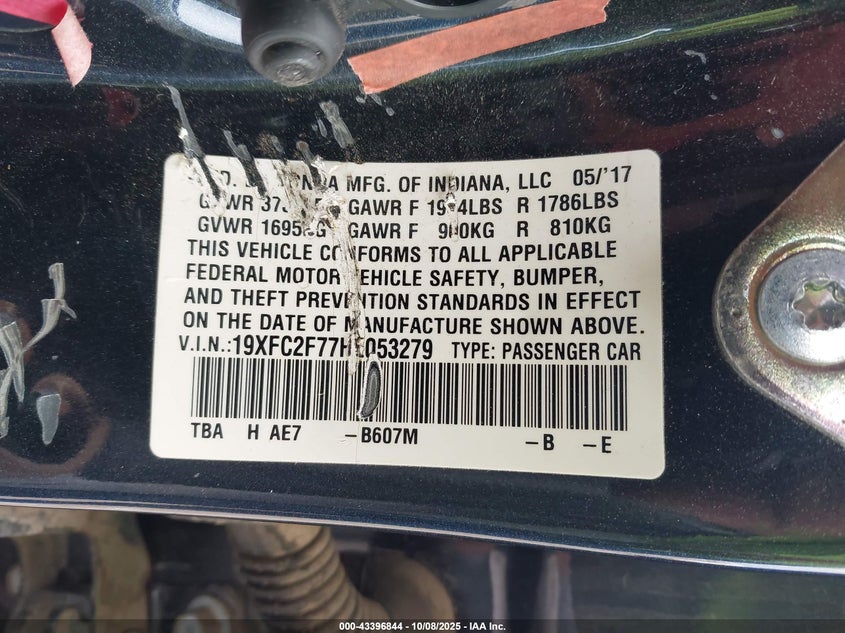 MFG. OF INDIANA, LLC 05/'17
GVWR GAWR F LBS R 1786LBS
GVWR GAWR F R 810KG
THIS VEHICLE CONFORMS TO ALL APPLICABLE
FEDERAL MOTOR VEHICLE SAFETY, BUMPER,
AND THEFT PREVENTION STANDARDS IN EFFECT
ON THE DATE OF MANUFACTURE SHOWN ABOVE.
V.I.N.: TYPE: PASSENGER CAR
TBA H AE7 -B607M -B -E
000-43396844 - 10/08/2025 - IAA Inc.